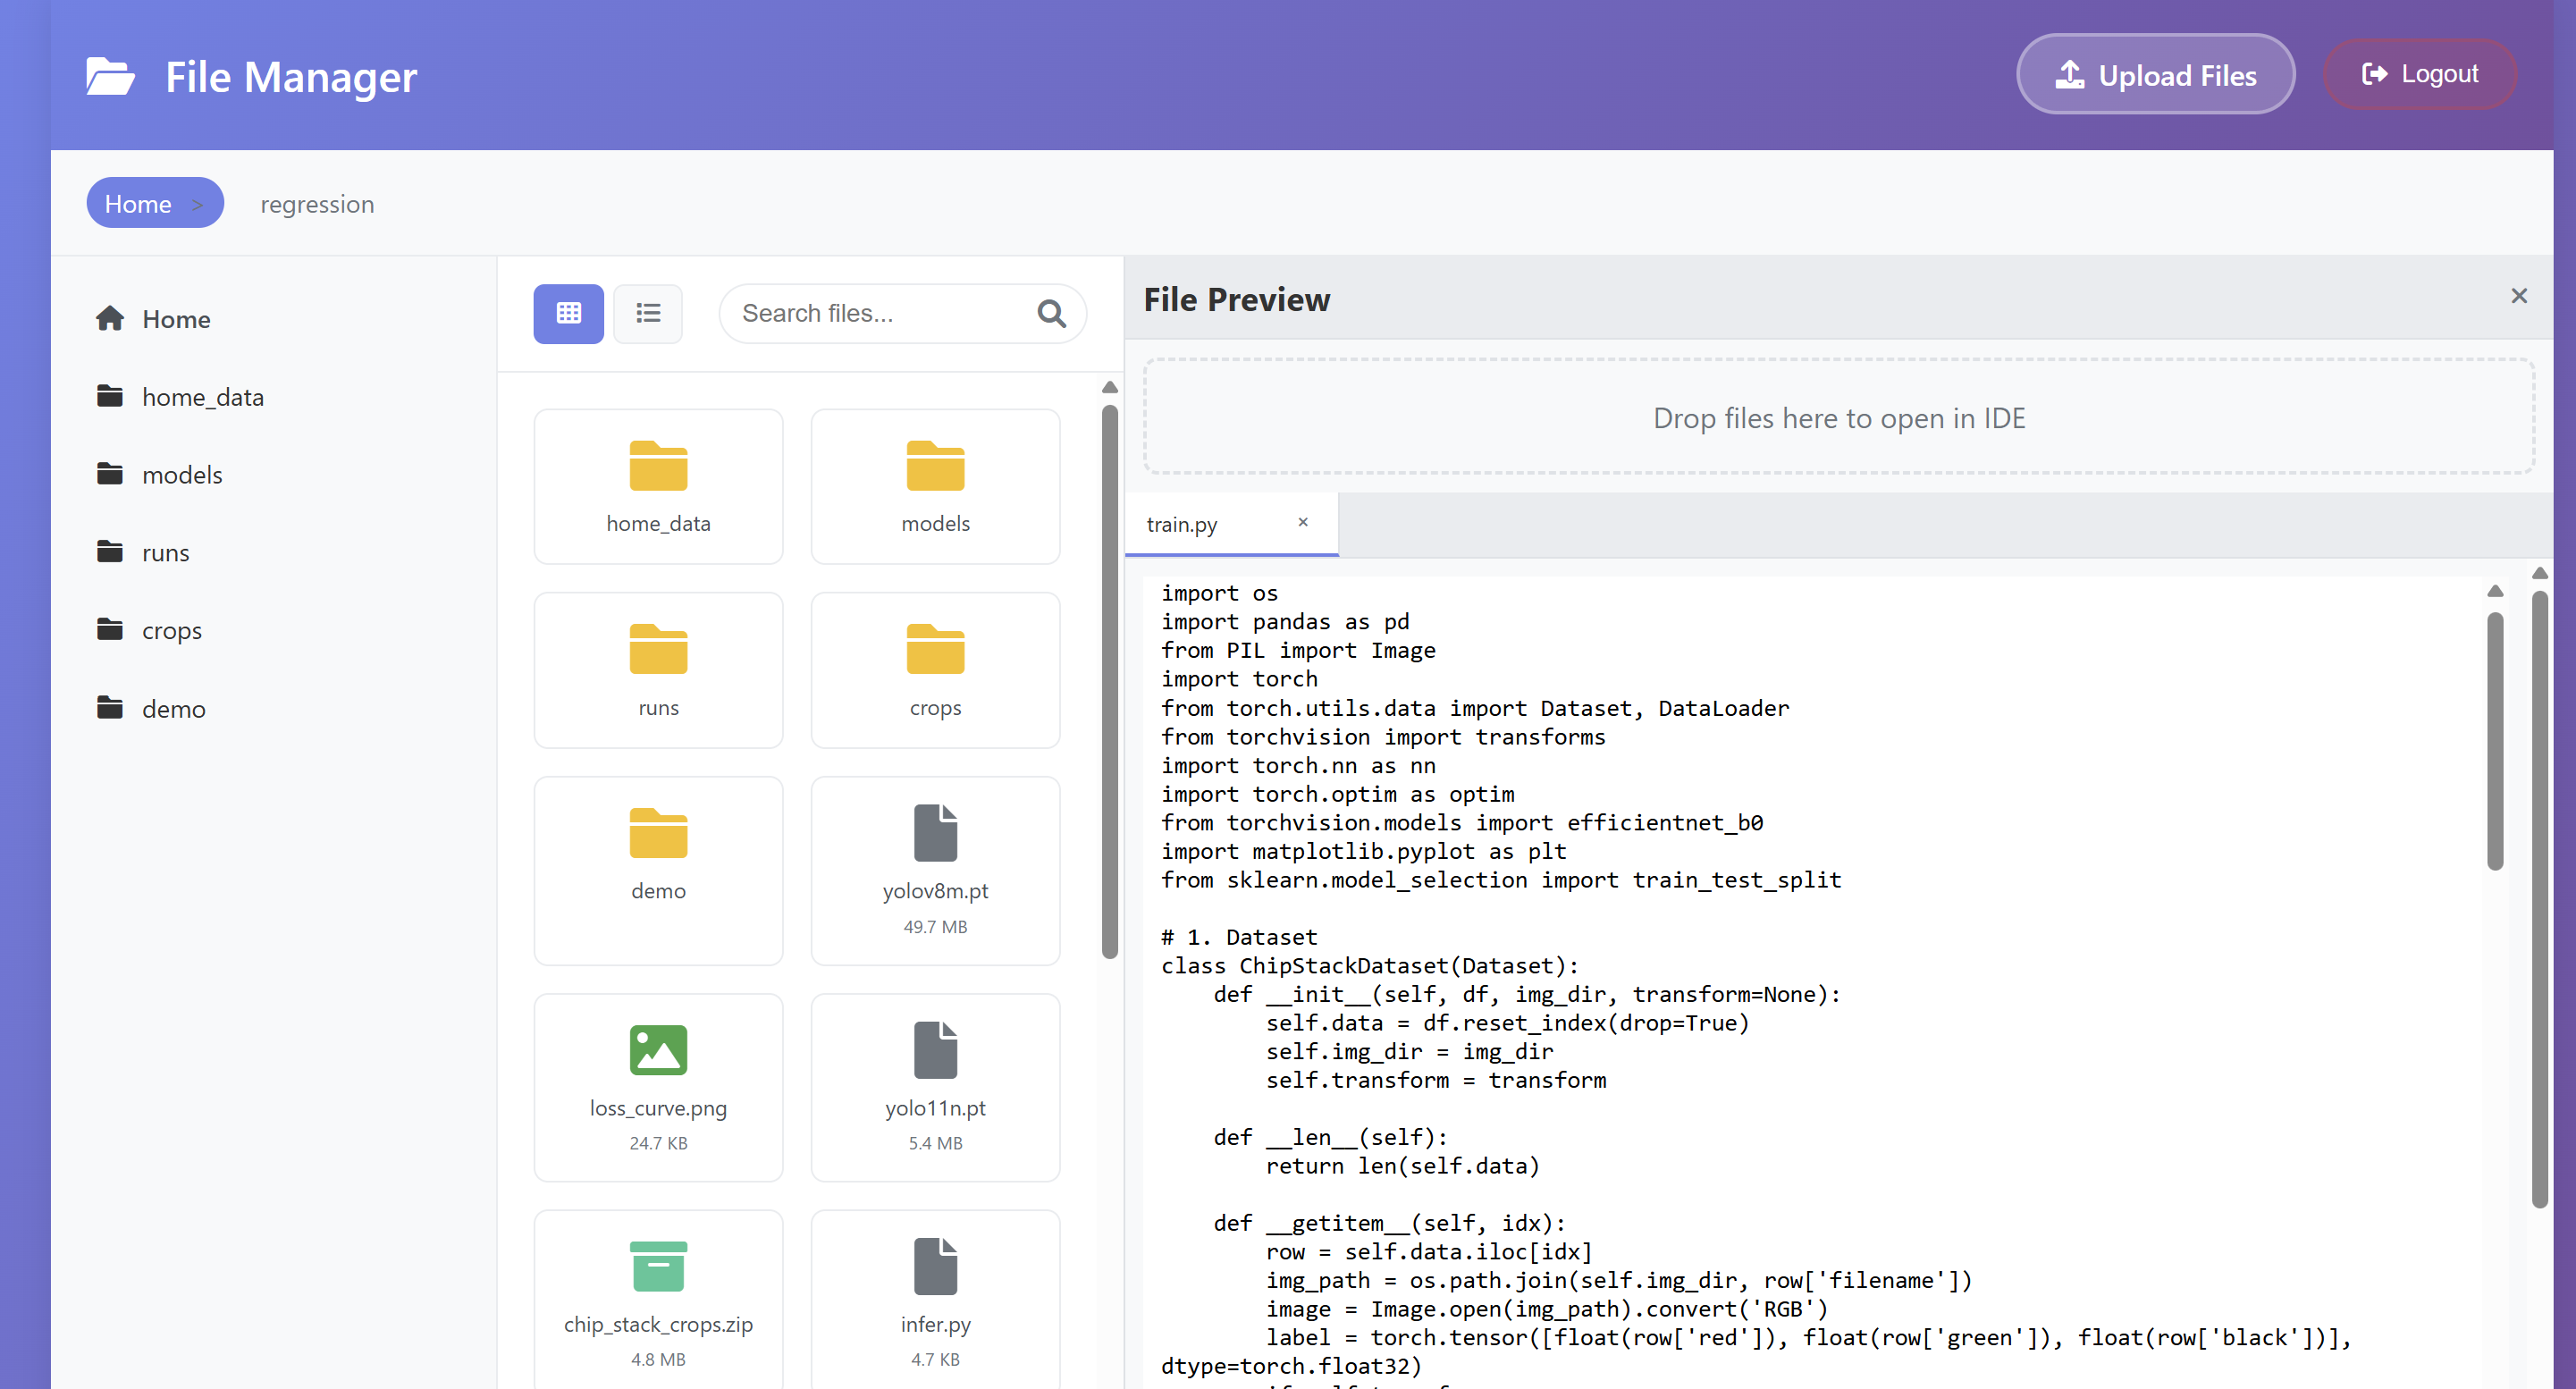 File Manager
Upload Files
Logout
Home >
regression
Home
home_data
models
runs
crops
demo
Search files...
home_data
models
runs
crops
demo
yolov8m.pt
49.7 MB
loss_curve.png
24.7 KB
yolo11n.pt
5.4 MB
chip_stack_crops.zip
4.8 MB
infer.py
4.7 KB
File Preview
×
Drop files here to open in IDE
train.py ×
import os
import pandas as pd
from PIL import Image
import torch
from torch.utils.data import Dataset, DataLoader
from torchvision import transforms
import torch.nn as nn
import torch.optim as optim
from torchvision.models import efficientnet_b0
import matplotlib.pyplot as plt
from sklearn.model_selection import train_test_split

# 1. Dataset
class ChipStackDataset(Dataset):
    def __init__(self, df, img_dir, transform=None):
        self.data = df.reset_index(drop=True)
        self.img_dir = img_dir
        self.transform = transform

    def __len__(self):
        return len(self.data)

    def __getitem__(self, idx):
        row = self.data.iloc[idx]
        img_path = os.path.join(self.img_dir, row['filename'])
        image = Image.open(img_path).convert('RGB')
        label = torch.tensor([float(row['red']), float(row['green']), float(row['black'])],
dtype=torch.float32)